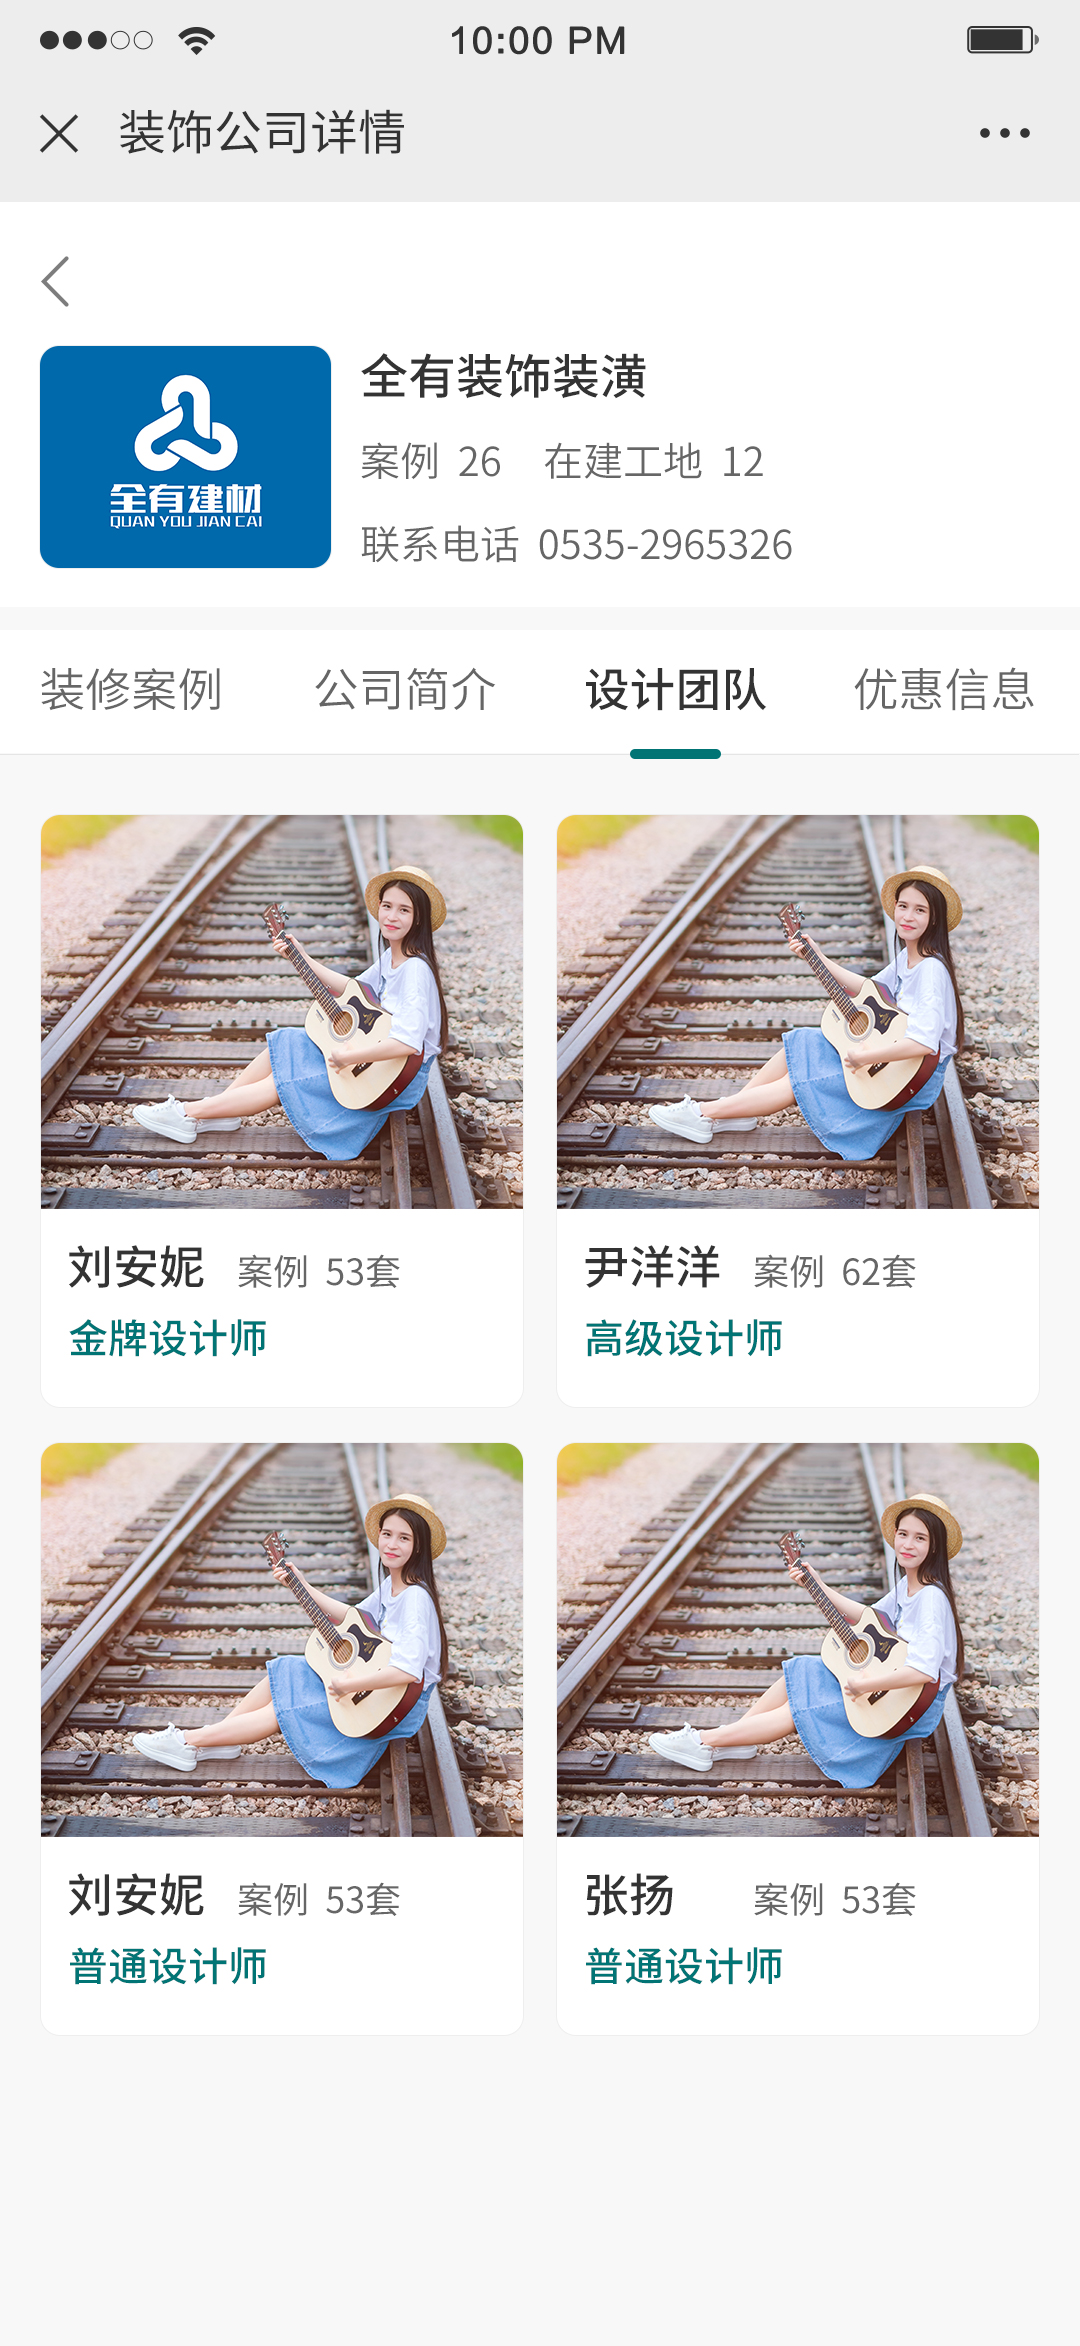 10:00 PM
装饰公司详情
全有装饰装潢
案例 26 在建工地 12
联系电话 0535-2965326
全有建材
QUAN YOU JIAN CAI
装修案例 公司简介 设计团队 优惠信息
刘安妮 案例 53套
金牌设计师
尹洋洋 案例 62套
高级设计师
刘安妮 案例 53套
普通设计师
张扬 案例 53套
普通设计师